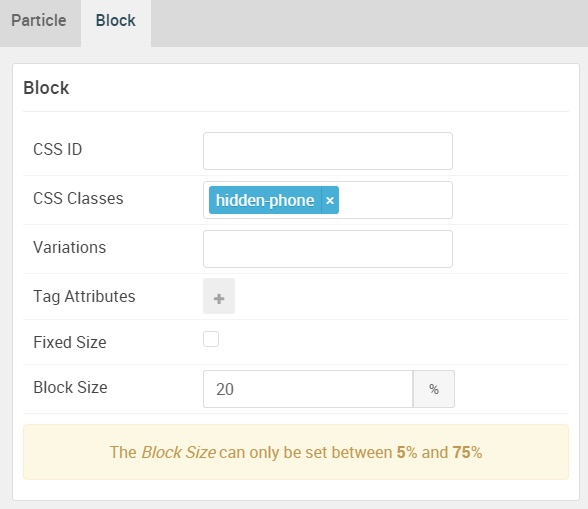 Particle Block
Block
CSS ID
CSS Classes hidden-phone ×
Variations
Tag Attributes +
Fixed Size
Block Size 20 %
The Block Size can only be set between 5% and 75%